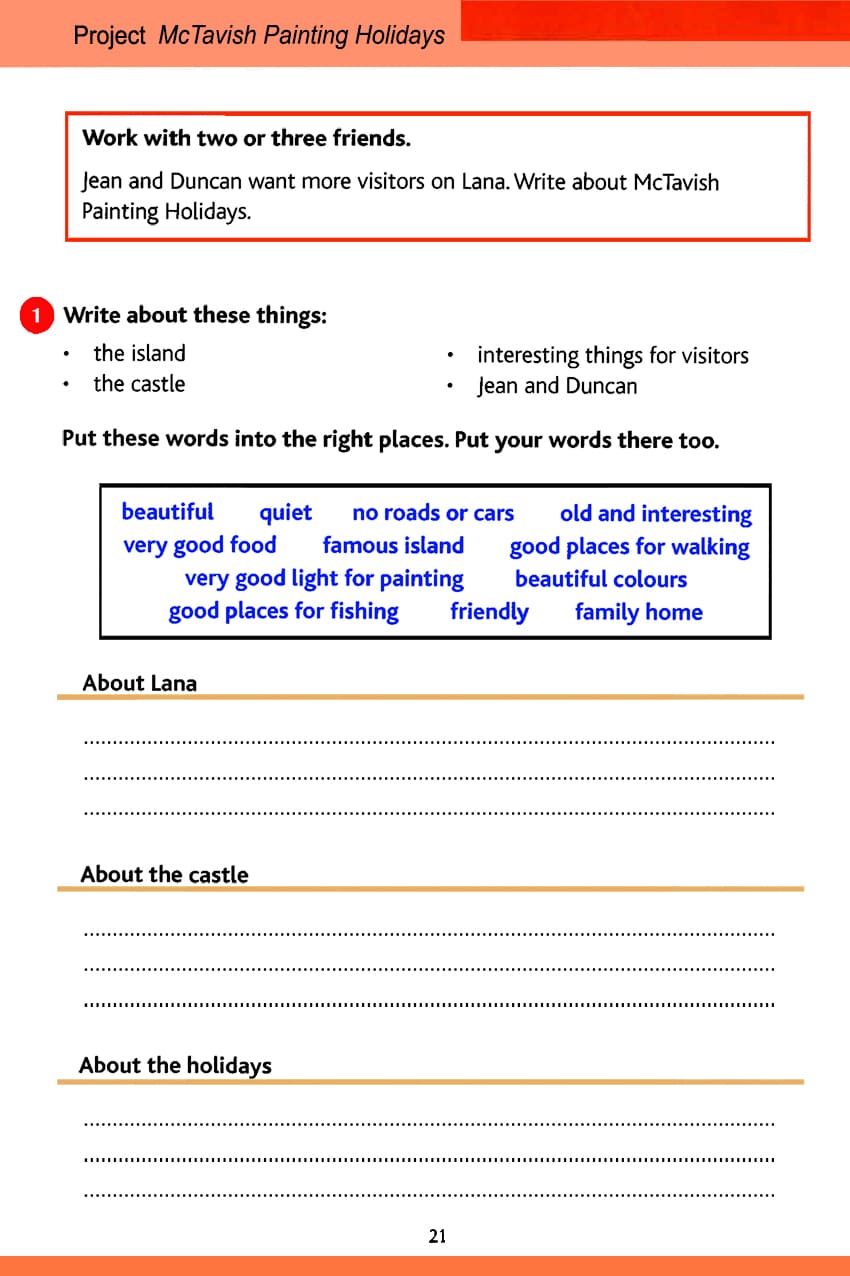 Project McTavish Painting Holidays
Work with two or three friends.
Jean and Duncan want more visitors on Lana. Write about McTavish
Painting Holidays.
1 Write about these things:
• the island
• the castle
• interesting things for visitors
• Jean and Duncan
Put these words into the right places. Put your words there too.
beautiful quiet no roads or cars old and interesting
very good food famous island good places for walking
very good light for painting beautiful colours
good places for fishing friendly family home
About Lana
About the castle
About the holidays
21